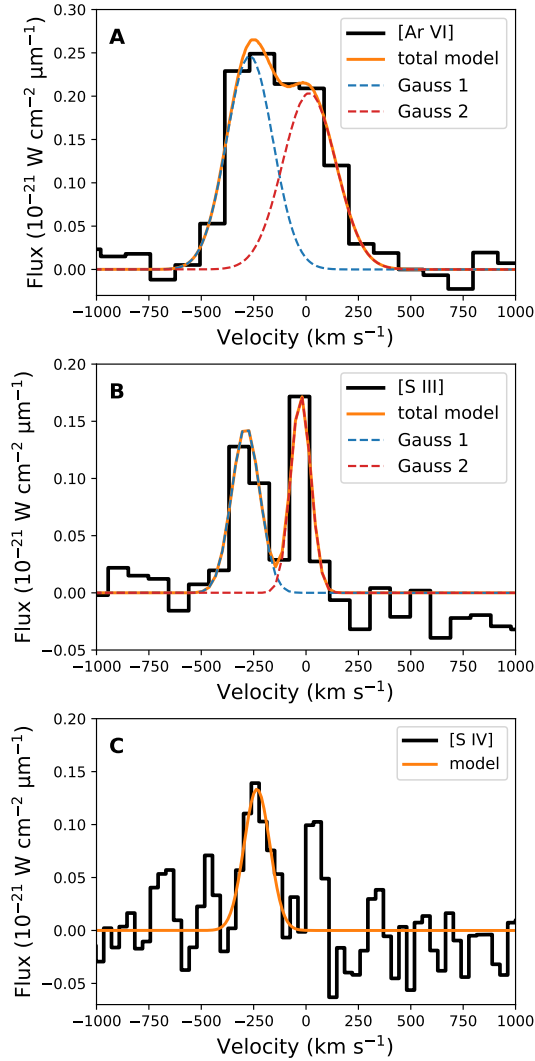 A
[Ar VI]
total model
Gauss 1
Gauss 2
0.30
0.25
0.20
0.15
0.10
0.05
0.00
Flux (10⁻²¹ W cm⁻² μm⁻¹)
−1000 −750 −500 −250 0 250 500 750 1000
Velocity (km s⁻¹)
B
[S III]
total model
Gauss 1
Gauss 2
0.20
0.15
0.10
0.05
0.00
−0.05
Flux (10⁻²¹ W cm⁻² μm⁻¹)
−1000 −750 −500 −250 0 250 500 750 1000
Velocity (km s⁻¹)
C
[S IV]
model
0.20
0.15
0.10
0.05
0.00
−0.05
Flux (10⁻²¹ W cm⁻² μm⁻¹)
−1000 −750 −500 −250 0 250 500 750 1000
Velocity (km s⁻¹)